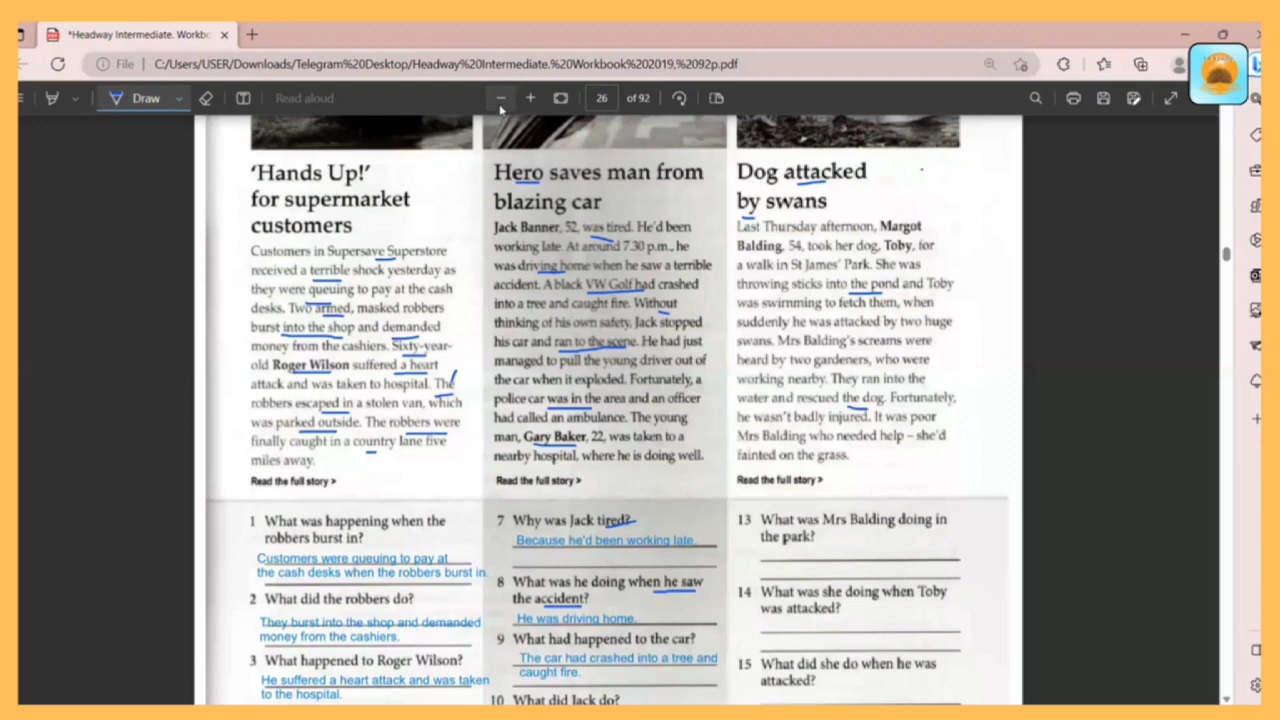 *Headway Intermediate. Workbo
File
C:/Users/USER/Downloads/Telegram%20Desktop/Headway%20Intermediate.%20Workbook%202019,%2092p.pdf
Draw
Read aloud
26 of 92
'Hands Up!'
for supermarket
customers
Customers in Supersave Superstore
received a terrible shock yesterday as
they were queuing to pay at the cash
desks. Two armed, masked robbers
burst into the shop and demanded
money from the cashiers. Sixty-year-
old Roger Wilson suffered a heart
attack and was taken to hospital. The
robbers escaped in a stolen van, which
was parked outside. The robbers were
finally caught in a country lane five
miles away.
Read the full story >
Hero saves man from
blazing car
Jack Banner, 52, was tired. He'd been
working late. At around 7.30 p.m., he
was driving home when he saw a terrible
accident. A black VW Golf had crashed
into a tree and caught fire. Without
thinking of his own safety, Jack stopped
his car and ran to the scene. He had just
managed to pull the young driver out of
the car when it exploded. Fortunately, a
police car was in the area and an officer
had called an ambulance. The young
man, Gary Baker, 22, was taken to a
nearby hospital, where he is doing well.
Read the full story >
Dog attacked
by swans
Last Thursday afternoon, Margot
Balding, 54, took her dog, Toby, for
a walk in St James' Park. She was
throwing sticks into the pond and Toby
was swimming to fetch them, when
suddenly he was attacked by two huge
swans. Mrs Balding's screams were
heard by two gardeners, who were
working nearby. They ran into the
water and rescued the dog. Fortunately,
he wasn't badly injured. It was poor
Mrs Balding who needed help – she'd
fainted on the grass.
Read the full story >
1 What was happening when the
robbers burst in?
Customers were queuing to pay at
the cash desks when the robbers burst in.
2 What did the robbers do?
They burst into the shop and demanded
money from the cashiers.
3 What happened to Roger Wilson?
He suffered a heart attack and was taken
to the hospital.
7 Why was Jack tired?
Because he'd been working late.
8 What was he doing when he saw
the accident?
He was driving home.
9 What had happened to the car?
The car had crashed into a tree and
caught fire.
10 What did Jack do?
13 What was Mrs Balding doing in
the park?
14 What was she doing when Toby
was attacked?
15 What did she do when he was
attacked?